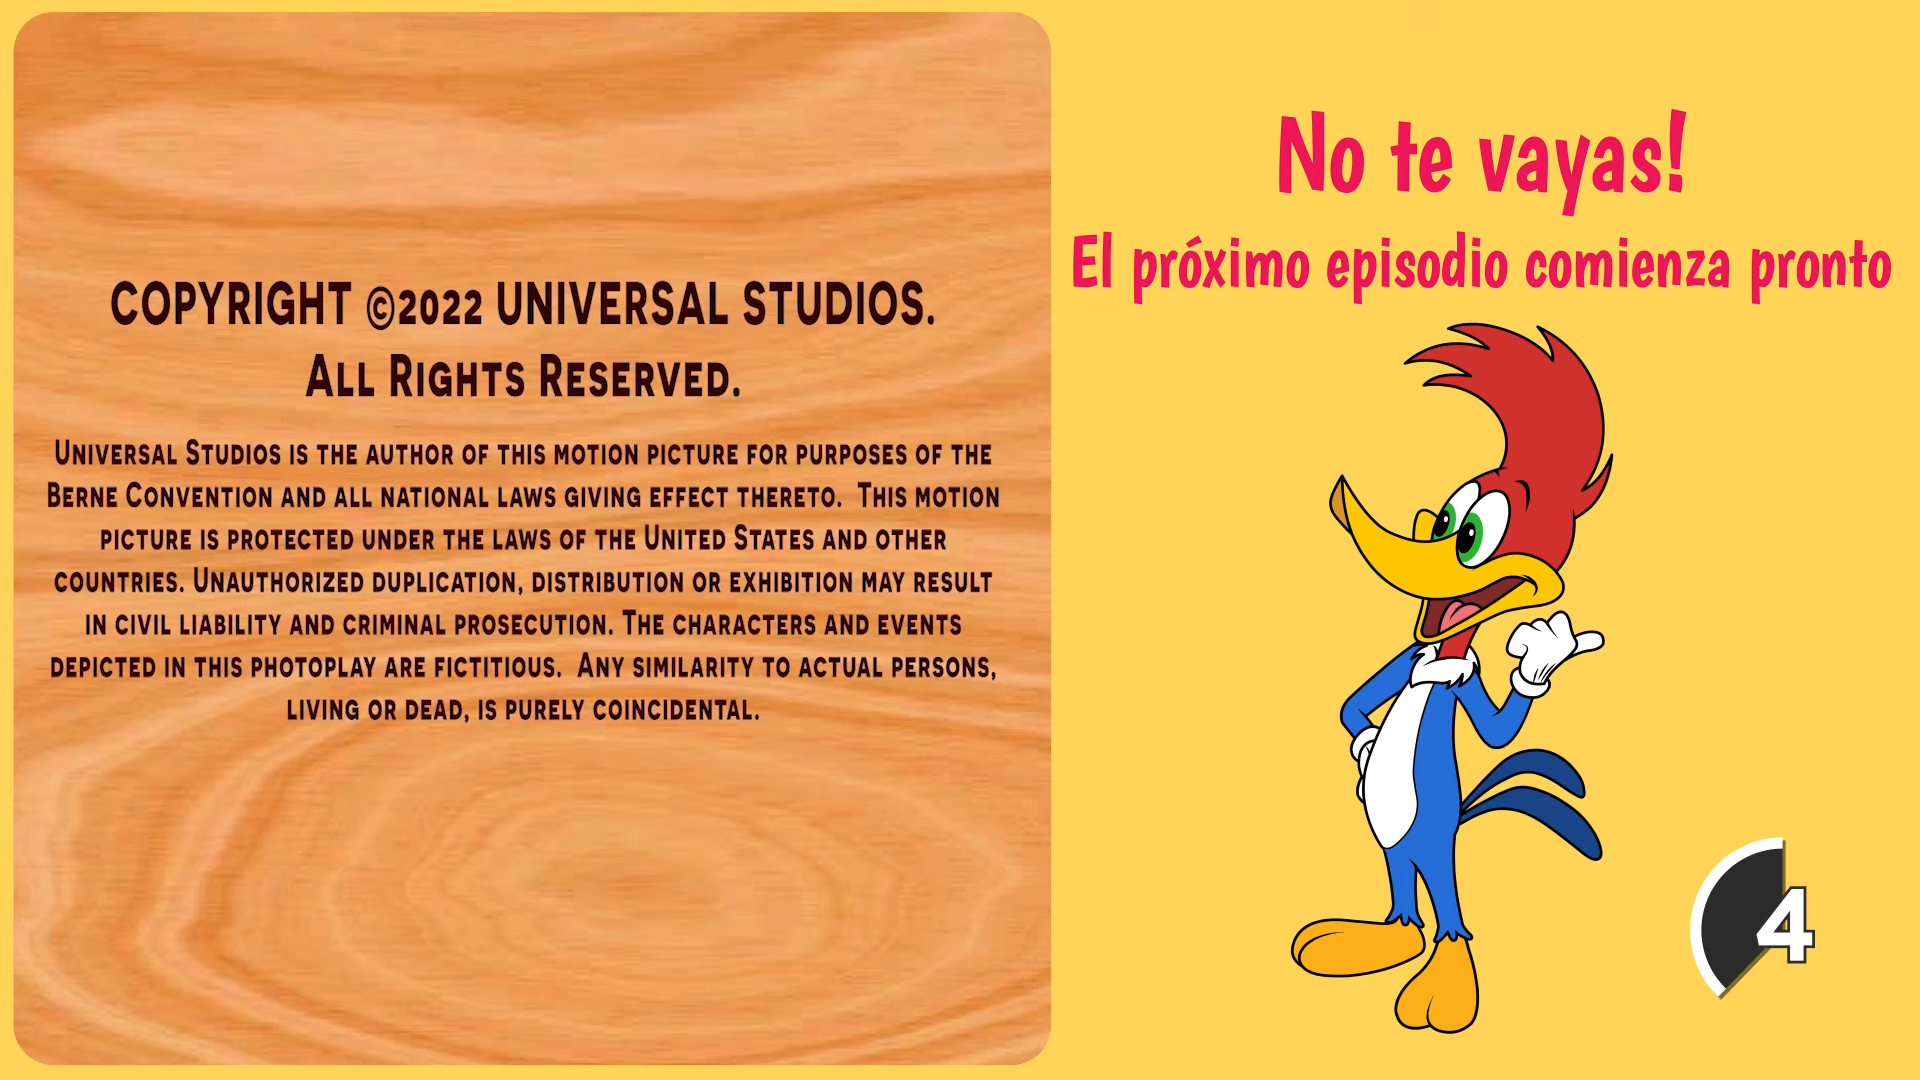 COPYRIGHT ©2022 UNIVERSAL STUDIOS.
ALL RIGHTS RESERVED.
UNIVERSAL STUDIOS IS THE AUTHOR OF THIS MOTION PICTURE FOR PURPOSES OF THE
BERNE CONVENTION AND ALL NATIONAL LAWS GIVING EFFECT THERETO.  THIS MOTION
PICTURE IS PROTECTED UNDER THE LAWS OF THE UNITED STATES AND OTHER
COUNTRIES. UNAUTHORIZED DUPLICATION, DISTRIBUTION OR EXHIBITION MAY RESULT
IN CIVIL LIABILITY AND CRIMINAL PROSECUTION. THE CHARACTERS AND EVENTS
DEPICTED IN THIS PHOTOPLAY ARE FICTITIOUS.  ANY SIMILARITY TO ACTUAL PERSONS,
LIVING OR DEAD, IS PURELY COINCIDENTAL.
No te vayas!
El próximo episodio comienza pronto
4